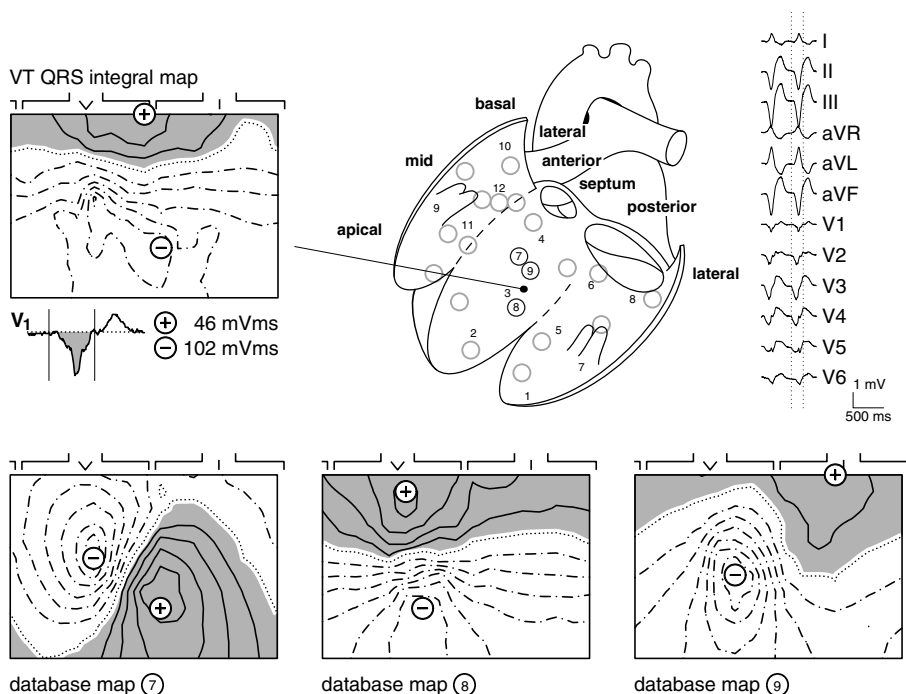 VT QRS integral map
+
−
V1
+ 46 mVms
− 102 mVms
basal
lateral
mid
anterior
septum
apical
posterior
lateral
10
12
9
11
4
7
9
6
3
8
8
2
5
7
1
I
II
III
aVR
aVL
aVF
V1
V2
V3
V4
V5
V6
1 mV
500 ms
−
+
database map 7
+
−
database map 8
+
−
database map 9